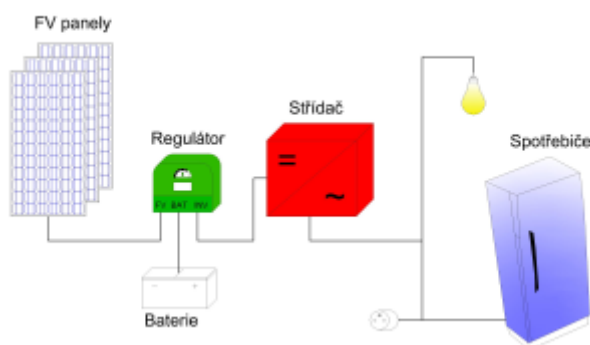 FV panely
Střídač
Regulátor
Spotřebiče
FV BAT INV
Baterie